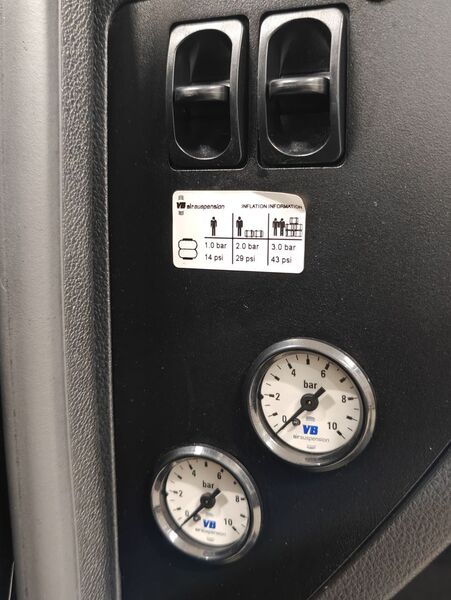 VB airsuspension INFLATION INFORMATION
1.0 bar 2.0 bar 3.0 bar
14 psi 29 psi 43 psi
0 2 4 6 8 10
bar
VB
airsuspension
0 2 4 6 8 10
bar
VB
airsuspension